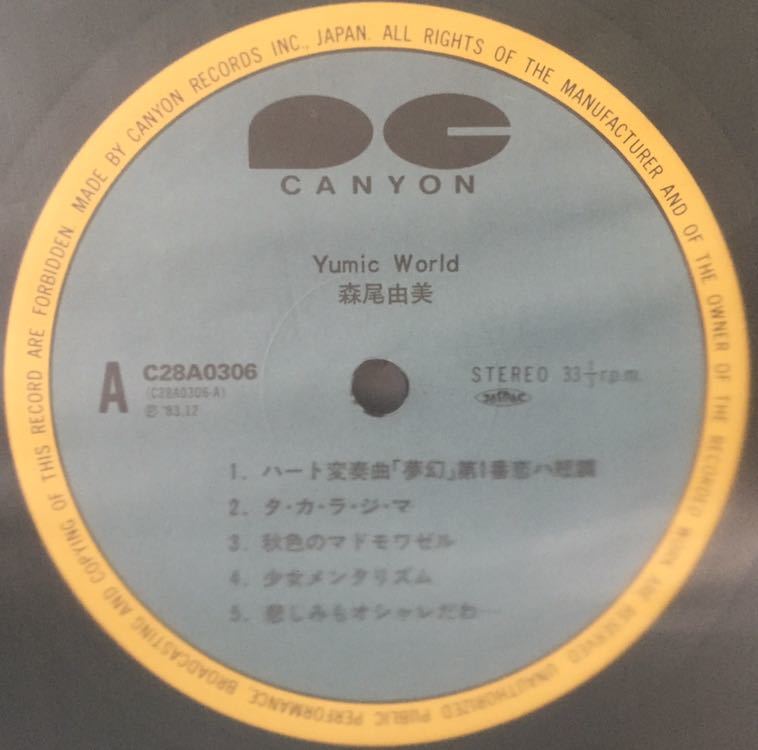 MADE BY CANYON RECORDS INC., JAPAN. ALL RIGHTS OF THE MANUFACTURER AND OF THE OWNER OF THE RECORDED WORK ARE RESERVED UNAUTHORIZED PUBLIC PERFORMANCE, BROADCASTING AND COPYING OF THIS RECORD ARE FORBIDDEN.
CANYON
Yumic World
森尾由美
A
C28A0306
(C28A0306-A)
Ⓟ '83.12
STEREO 33 1/3 r.p.m.
JASRAC
1. ハート変奏曲「夢幻」第1番恋ハ短調
2. タ・カ・ラ・ジ・マ
3. 秋色のマドモワゼル
4. 少女メンタリズム
5. 悲しみもオシャレだわ…